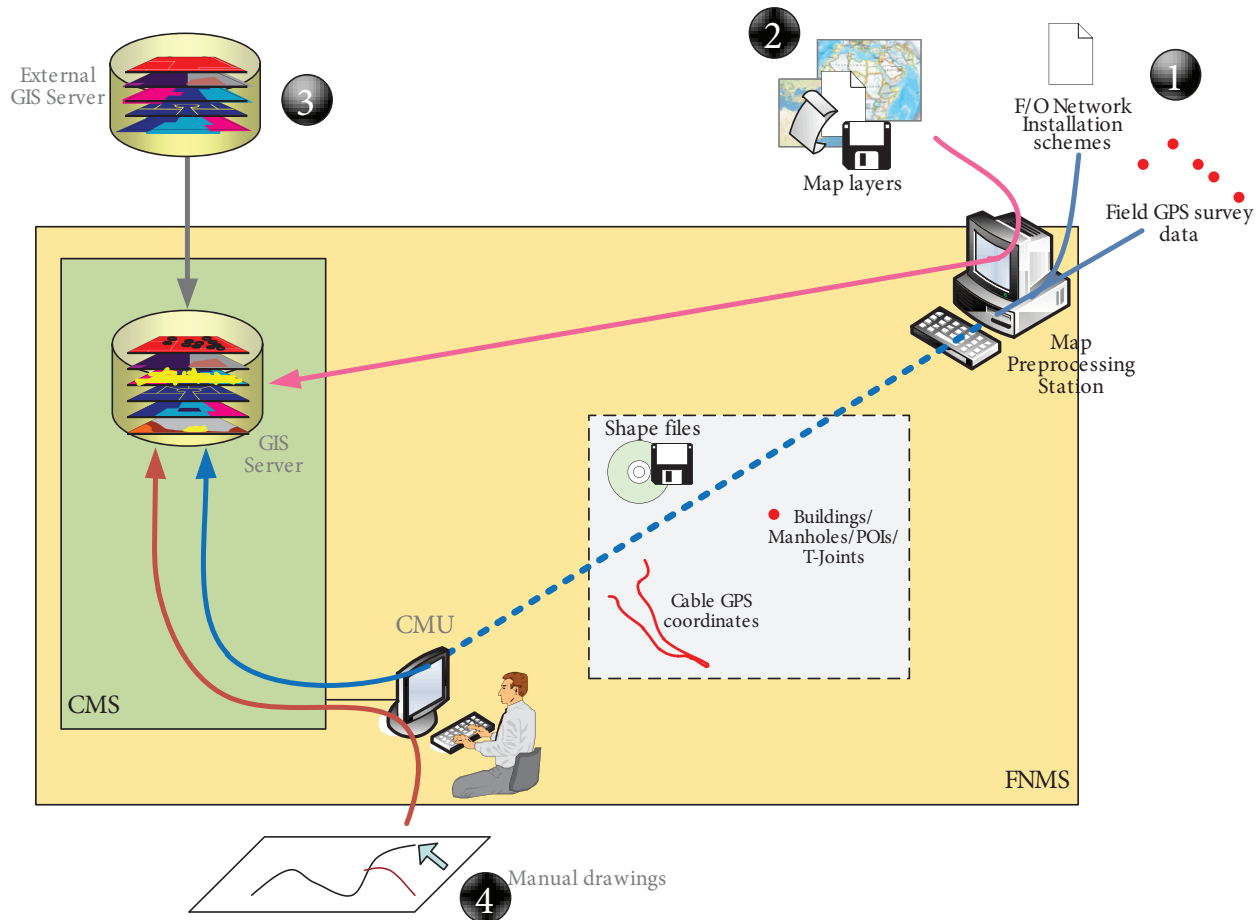 External
GIS Server
3
2
Map layers
1
F/O Network
Installation
schemes
Field GPS survey
data
Map
Preprocessing
Station
GIS
Server
Shape files
Buildings/
Manholes/POIs/
T-Joints
Cable GPS
coordinates
CMU
CMS
FNMS
Manual drawings
4